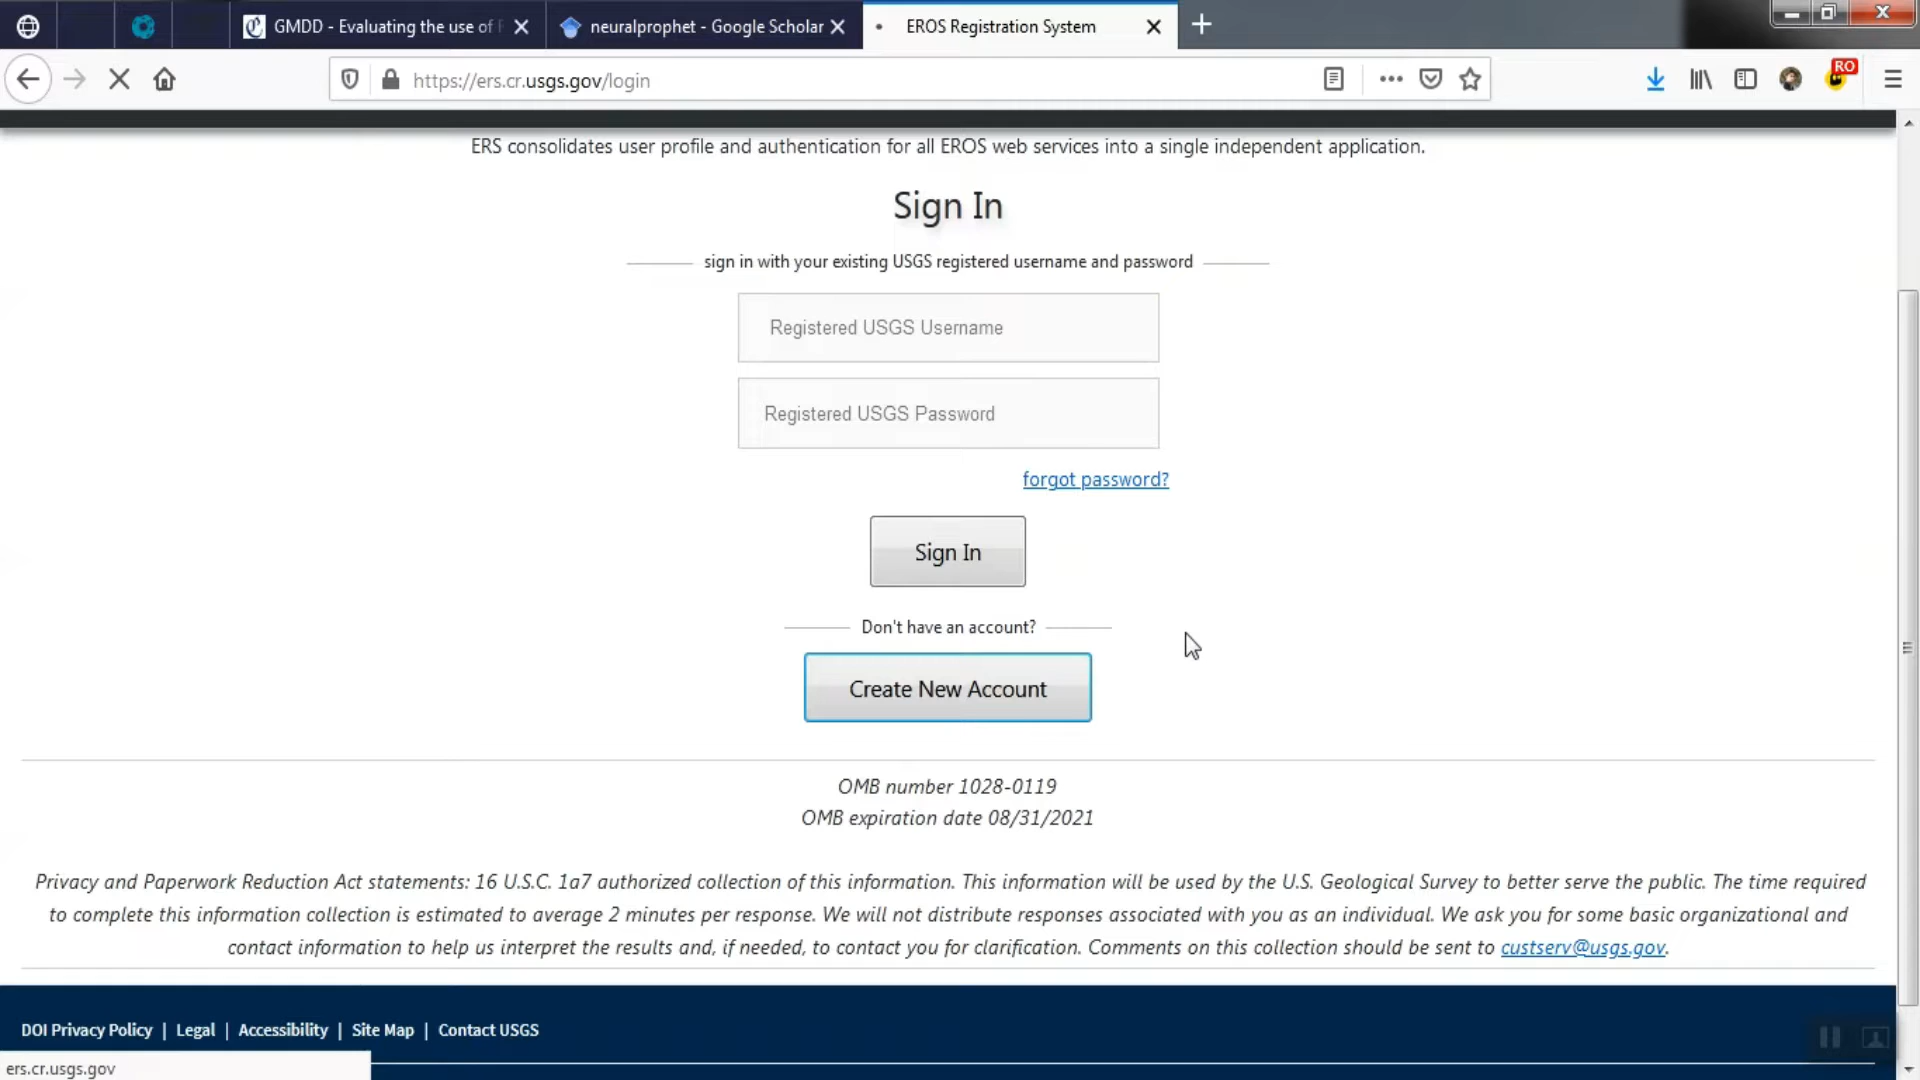 GMDD - Evaluating the use of
neuralprophet - Google Scholar
EROS Registration System
https://ers.cr.usgs.gov/login
RO
ERS consolidates user profile and authentication for all EROS web services into a single independent application.
Sign In
sign in with your existing USGS registered username and password
Registered USGS Username
Registered USGS Password
forgot password?
Sign In
Don't have an account?
Create New Account
OMB number 1028-0119
OMB expiration date 08/31/2021
Privacy and Paperwork Reduction Act statements: 16 U.S.C. 1a7 authorized collection of this information. This information will be used by the U.S. Geological Survey to better serve the public. The time required
to complete this information collection is estimated to average 2 minutes per response. We will not distribute responses associated with you as an individual. We ask you for some basic organizational and
contact information to help us interpret the results and, if needed, to contact you for clarification. Comments on this collection should be sent to custserv@usgs.gov.
DOI Privacy Policy | Legal | Accessibility | Site Map | Contact USGS
ers.cr.usgs.gov